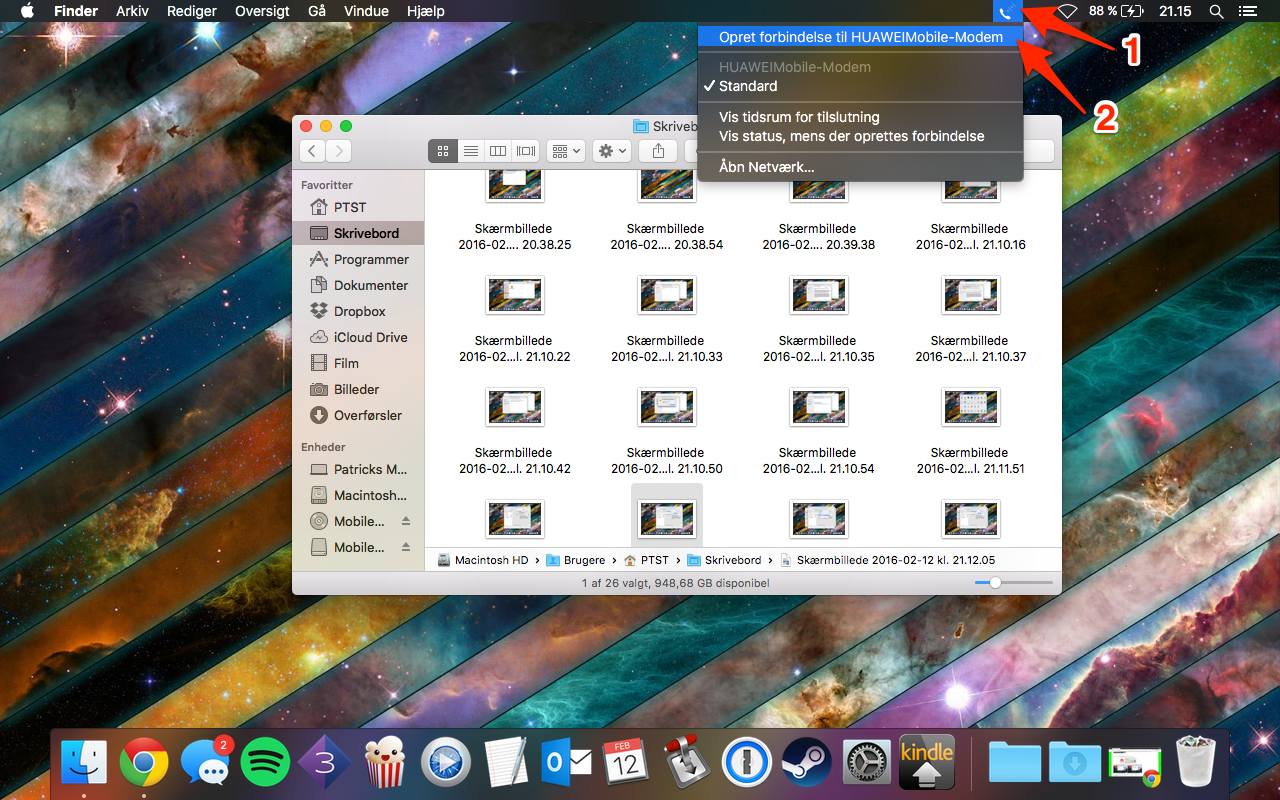 Finder Arkiv Rediger Oversigt Gå Vindue Hjælp 88 % 21.15
Opret forbindelse til HUAWEIMobile-Modem
HUAWEIMobile-Modem
✓ Standard
Vis tidsrum for tilslutning
Vis status, mens der oprettes forbindelse
Åbn Netværk...
1
2
Skriveb
Favoritter
PTST
Skrivebord
Programmer
Dokumenter
Dropbox
iCloud Drive
Film
Billeder
Overførsler
Enheder
Patricks M...
Macintosh...
Mobile...
Mobile...
Skærmbillede Skærmbillede Skærmbillede Skærmbillede
2016-02.... 20.38.25 2016-02.... 20.38.54 2016-02.... 20.39.38 2016-02...l. 21.10.16
Skærmbillede Skærmbillede Skærmbillede Skærmbillede
2016-02...l. 21.10.22 2016-02...l. 21.10.33 2016-02...l. 21.10.35 2016-02...l. 21.10.37
Skærmbillede Skærmbillede Skærmbillede Skærmbillede
2016-02...l. 21.10.42 2016-02...l. 21.10.50 2016-02...l. 21.10.54 2016-02...l. 21.11.51
Macintosh HD › Brugere › PTST › Skrivebord › Skærmbillede 2016-02-12 kl. 21.12.05
1 af 26 valgt, 948,68 GB disponibel
2
3
FEB
12
kindle